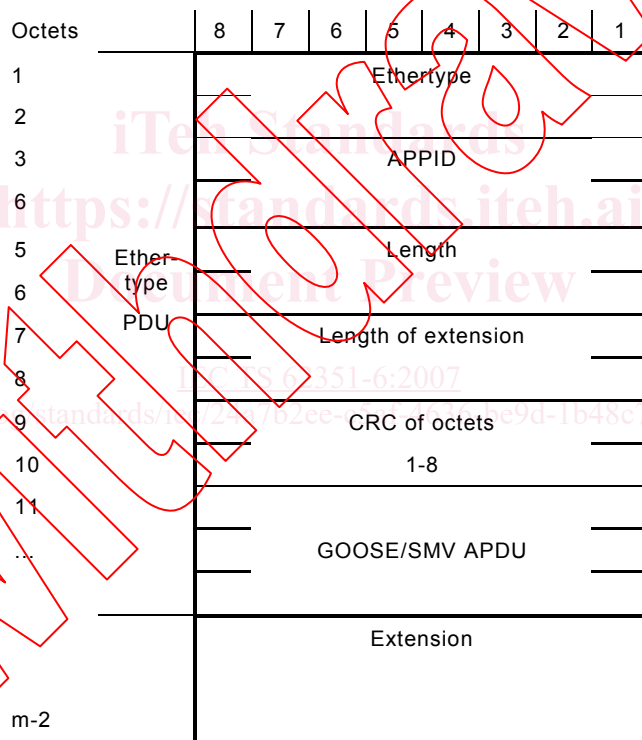 Octets 8 7 6 5 4 3 2 1
1 Ethertype
2
iTeh Standards
3 APPID
6
https://standards.iteh.ai
5 Ether- Length
6 type
Document Preview
PDU
7 Length of extension
8
IEC TS 62351-6:2007
9 CRC of octets
10 1-8
11
... GOOSE/SMV APDU
Extension
m-2